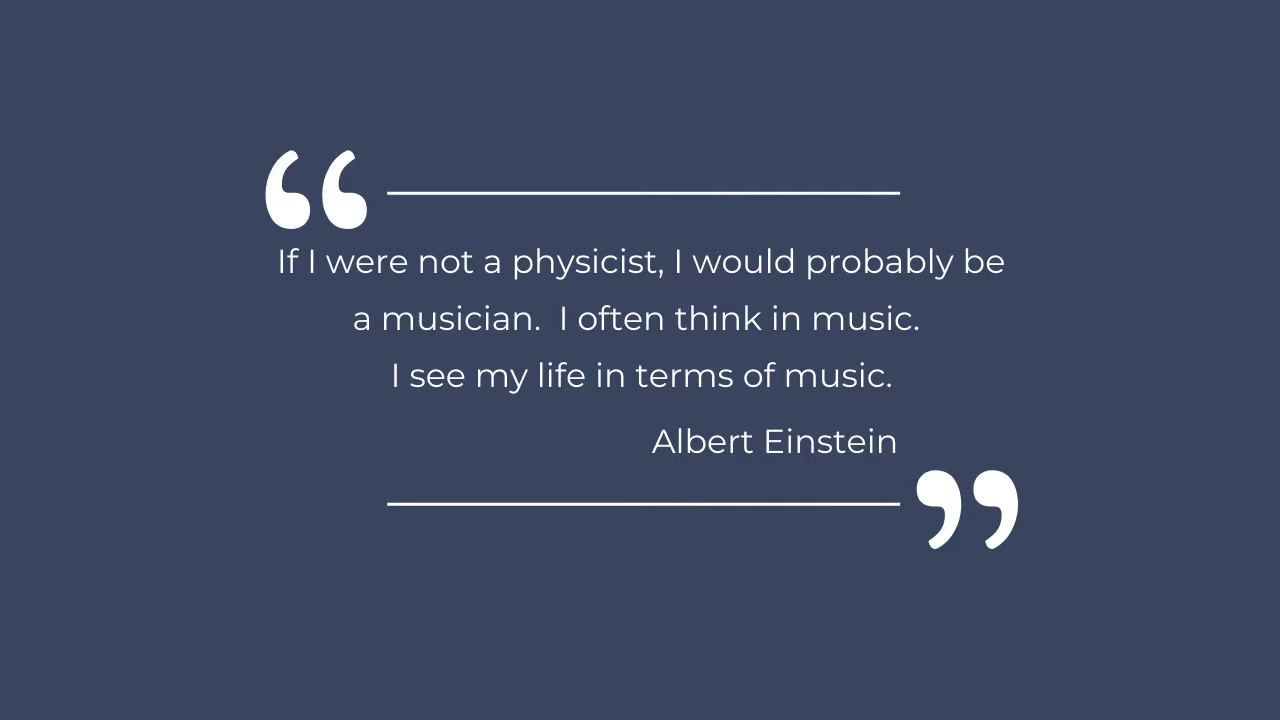 “
If I were not a physicist, I would probably be
a musician.  I often think in music.
I see my life in terms of music.
Albert Einstein
”